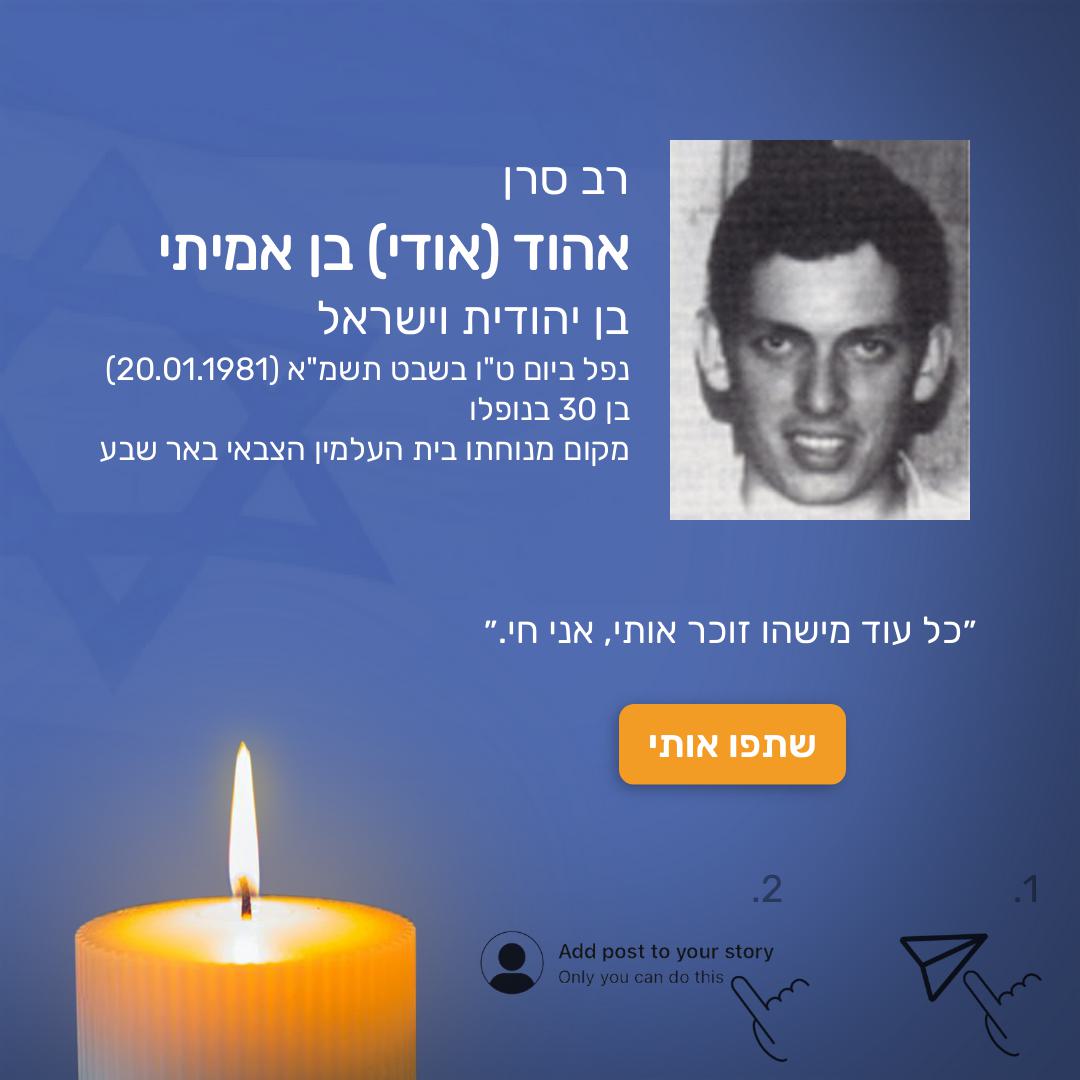 רב סרן
אהוד (אודי) בן אמיתי
בן יהודית וישראל
נפל ביום ט"ו בשבט תשמ"א (20.01.1981)
בן 30 בנופלו
מקום מנוחתו בית העלמין הצבאי באר שבע
״כל עוד מישהו זוכר אותי, אני חי.״
שתפו אותי
1.
2.
Add post to your story
Only you can do this